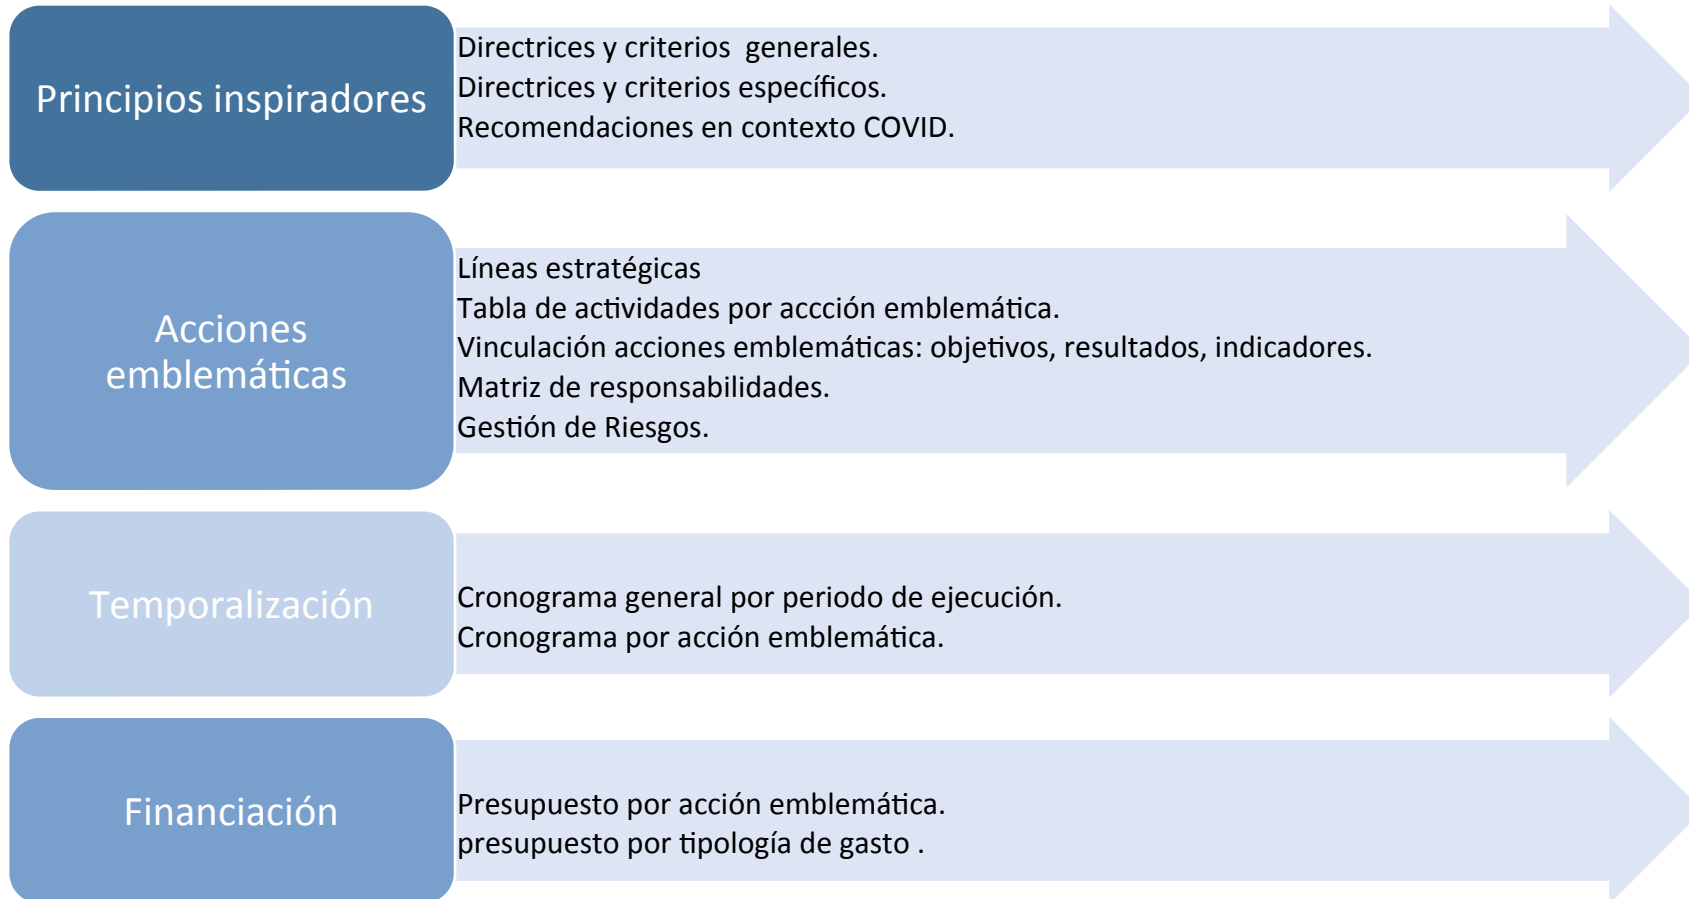 Principios inspiradores
Directrices y criterios  generales.
Directrices y criterios específicos.
Recomendaciones en contexto COVID.
Acciones
emblemáticas
Líneas estratégicas
Tabla de actividades por accción emblemática.
Vinculación acciones emblemáticas: objetivos, resultados, indicadores.
Matriz de responsabilidades.
Gestión de Riesgos.
Temporalización
Cronograma general por periodo de ejecución.
Cronograma por acción emblemática.
Financiación
Presupuesto por acción emblemática.
presupuesto por tipología de gasto .